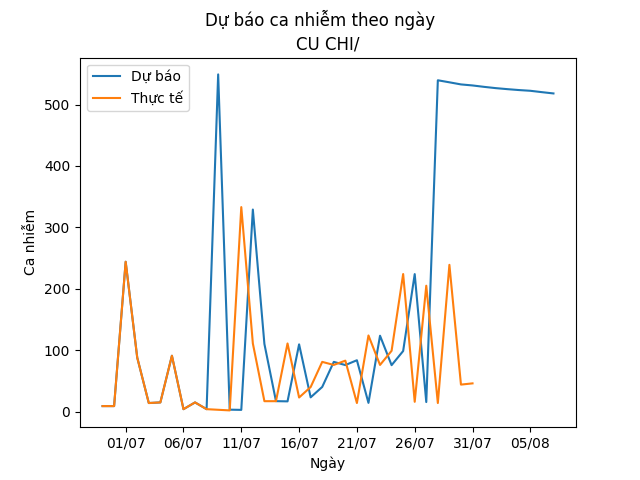 Dự báo ca nhiễm theo ngày
CU CHI/
Dự báo
Thực tế
500
400
300
200
100
0
Ca nhiễm
01/07 06/07 11/07 16/07 21/07 26/07 31/07 05/08
Ngày